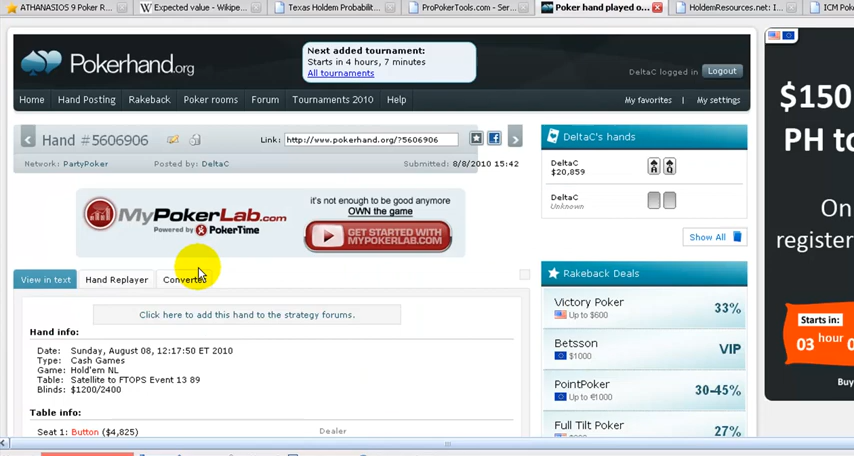 ATHANASIOS 9 Poker R...
Expected value - Wikipe...
Texas Holdem Probabilit...
ProPokerTools.com - Ser...
Poker hand played o...
HoldemResources.net: I...
ICM Poke
Pokerhand.org
Next added tournament:
Starts in 4 hours, 7 minutes
All tournaments
DeltaC logged in
Logout
Home
Hand Posting
Rakeback
Poker rooms
Forum
Tournaments 2010
Help
My favorites | My settings
Hand #5606906
Link: http://www.pokerhand.org/?5606906
Network: PartyPoker
Posted by: DeltaC
Submitted: 8/8/2010 15:42
MyPokerLab.com
Powered by PokerTime
it's not enough to be good anymore
OWN the game
GET STARTED WITH
MYPOKERLAB.COM
View in text
Hand Replayer
Converted
Click here to add this hand to the strategy forums.
Hand info:
Date: Sunday, August 08, 12:17:50 ET 2010
Type: Cash Games
Game: Hold'em NL
Table: Satellite to FTOPS Event 13 89
Blinds: $1200/2400
Table info:
Seat 1: Button ($4,825)
Dealer
DeltaC's hands
DeltaC
$20,859
A
Q
DeltaC
Unknown
Show All
Rakeback Deals
Victory Poker
Up to $600
33%
Betsson
$1000
VIP
PointPoker
Up to €1000
30-45%
Full Titl Poker
27%
$150
PH to
On
register
Starts in:
03 hour 0
Buy